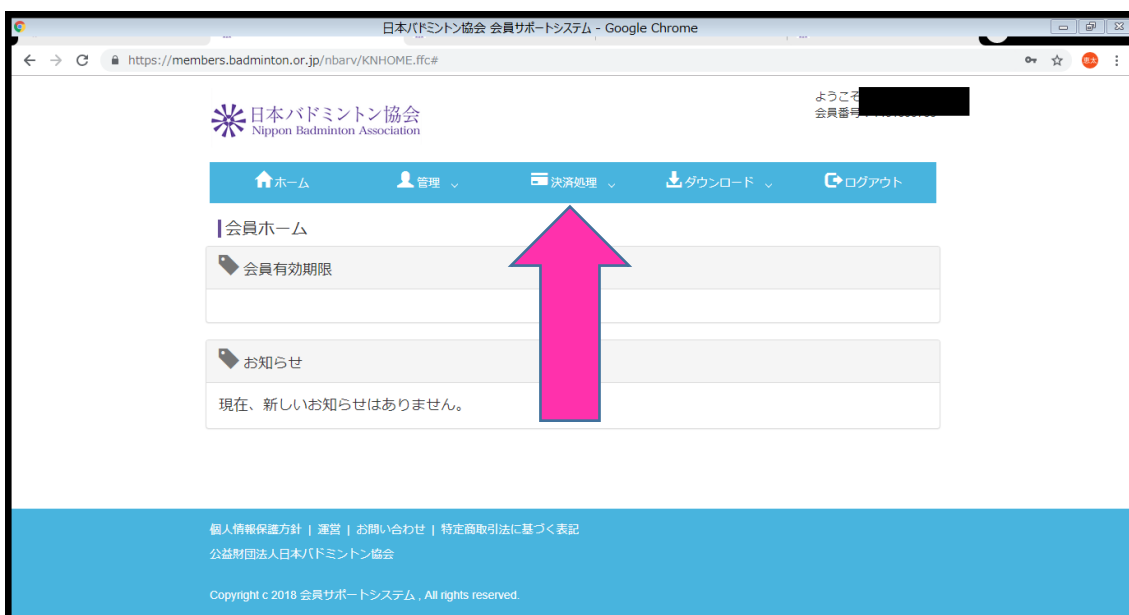 日本バドミントン協会 会員サポートシステム - Google Chrome
https://members.badminton.or.jp/nbarv/KNHOME.ffc#
ようこそ
会員番号
日本バドミントン協会
Nippon Badminton Association
ホーム 管理 決済処理 ダウンロード ログアウト
会員ホーム
会員有効期限
お知らせ
現在、新しいお知らせはありません。
個人情報保護方針 | 運営 | お問い合わせ | 特定商取引法に基づく表記
公益財団法人日本バドミントン協会
Copyright c 2018 会員サポートシステム , All rights reserved.